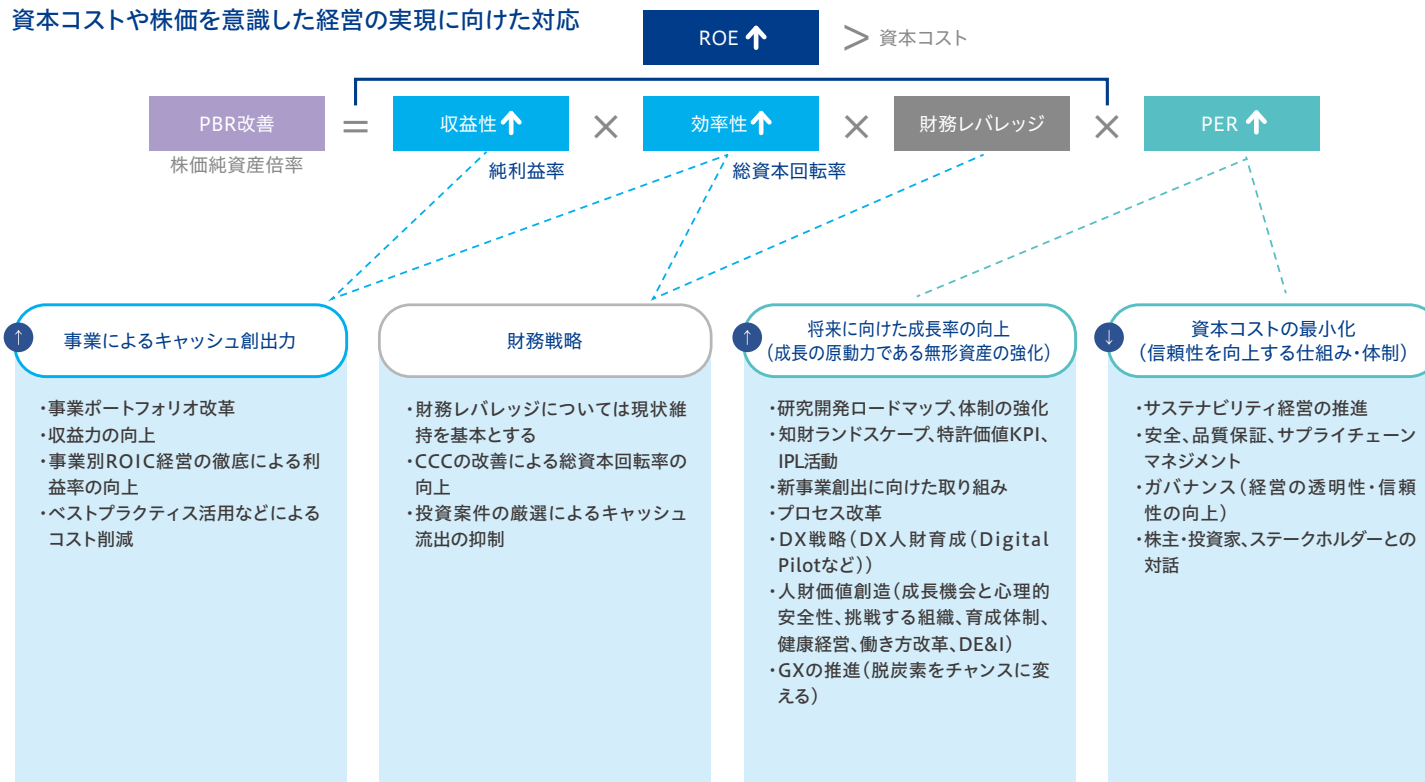 資本コストや株価を意識した経営の実現に向けた対応
ROE ↑
> 資本コスト
PBR改善
=
収益性↑
×
効率性↑
×
財務レバレッジ
×
PER ↑
株価純資産倍率
純利益率
総資本回転率
↑
事業によるキャッシュ創出力
・事業ポートフォリオ改革
・収益力の向上
・事業別ROIC経営の徹底による利
益率の向上
・ベストプラクティス活用などによる
コスト削減
財務戦略
・財務レバレッジについては現状維
持を基本とする
・CCCの改善による総資本回転率の
向上
・投資案件の厳選によるキャッシュ
流出の抑制
↑
将来に向けた成長率の向上
（成長の原動力である無形資産の強化）
・研究開発ロードマップ、体制の強化
・知財ランドスケープ、特許価値KPI、
IPL活動
・新事業創出に向けた取り組み
・プロセス改革
・DX戦略（DX人財育成（Digital
Pilotなど））
・人財価値創造（成長機会と心理的
安全性、挑戦する組織、育成体制、
健康経営、働き方改革、DE&I）
・GXの推進（脱炭素をチャンスに変
える）
↓
資本コストの最小化
（信頼性を向上する仕組み・体制）
・サステナビリティ経営の推進
・安全、品質保証、サプライチェーン
マネジメント
・ガバナンス（経営の透明性・信頼
性の向上）
・株主・投資家、ステークホルダーとの
対話